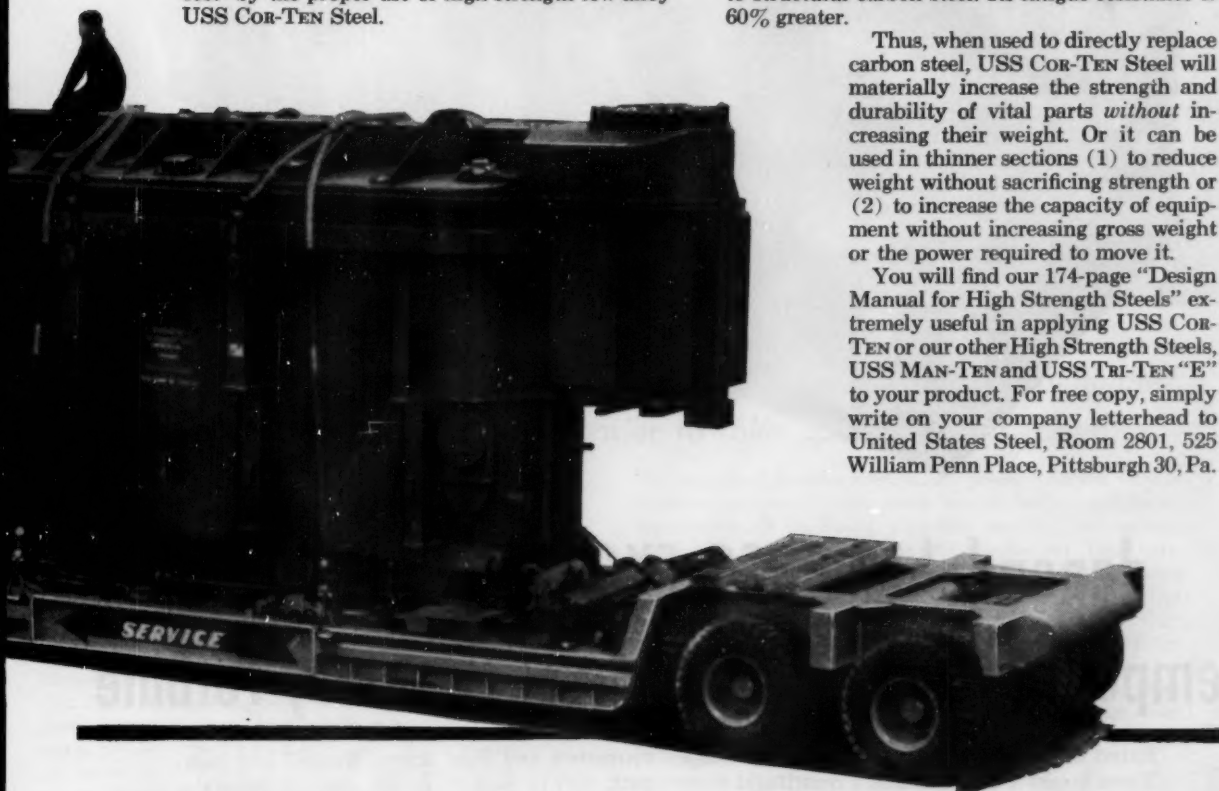 USS COR-TEN Steel.
60% greater.
Thus, when used to directly replace
carbon steel, USS COR-TEN Steel will
materially increase the strength and
durability of vital parts without in-
creasing their weight. Or it can be
used in thinner sections (1) to reduce
weight without sacrificing strength or
(2) to increase the capacity of equip-
ment without increasing gross weight
or the power required to move it.
You will find our 174-page "Design
Manual for High Strength Steels" ex-
tremely useful in applying USS COR-
TEN or our other High Strength Steels,
USS MAN-TEN and USS TRI-TEN "E"
to your product. For free copy, simply
write on your company letterhead to
United States Steel, Room 2801, 525
William Penn Place, Pittsburgh 30, Pa.
SERVICE